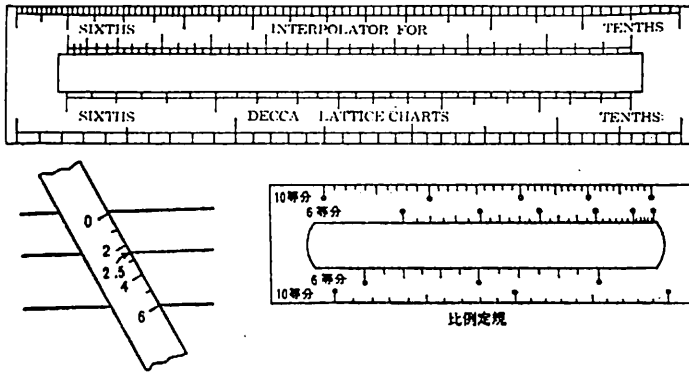 SIXTHS INTERPOLATOR FOR TENTHS
SIXTHS DECCA LATTICE CHARTS TENTHS:
0
2
2.5
4
6
10等分
6等分
6等分
10等分
比例定規